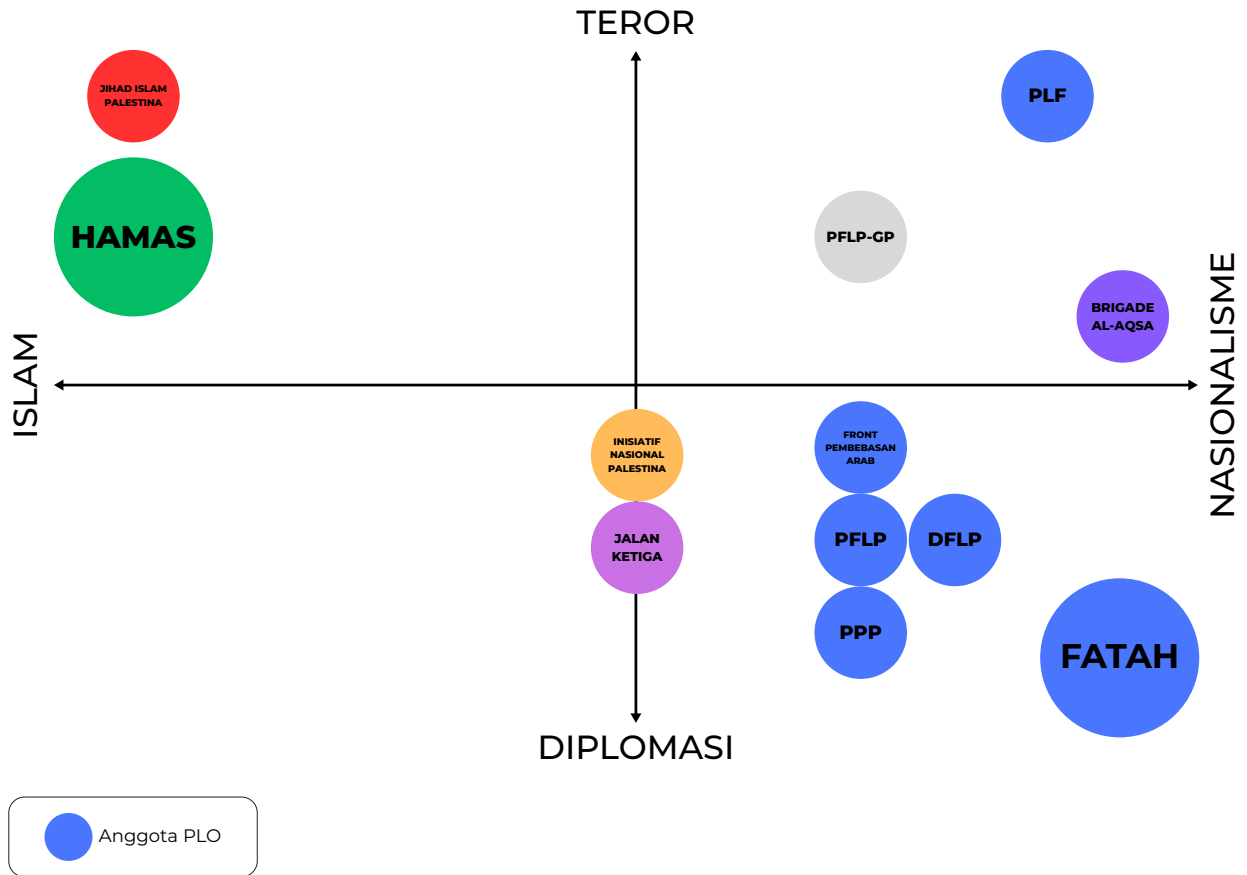 TEROR
JIHAD ISLAM
PALESTINA
PLF
HAMAS
PFLP-GP
BRIGADE
AL-AQSA
ISLAM
NASIONALISME
INISIATIF
NASIONAL
PALESTINA
FRONT
PEMBEBASAN
ARAB
JALAN
KETIGA
PFLP
DFLP
PPP
FATAH
DIPLOMASI
Anggota PLO